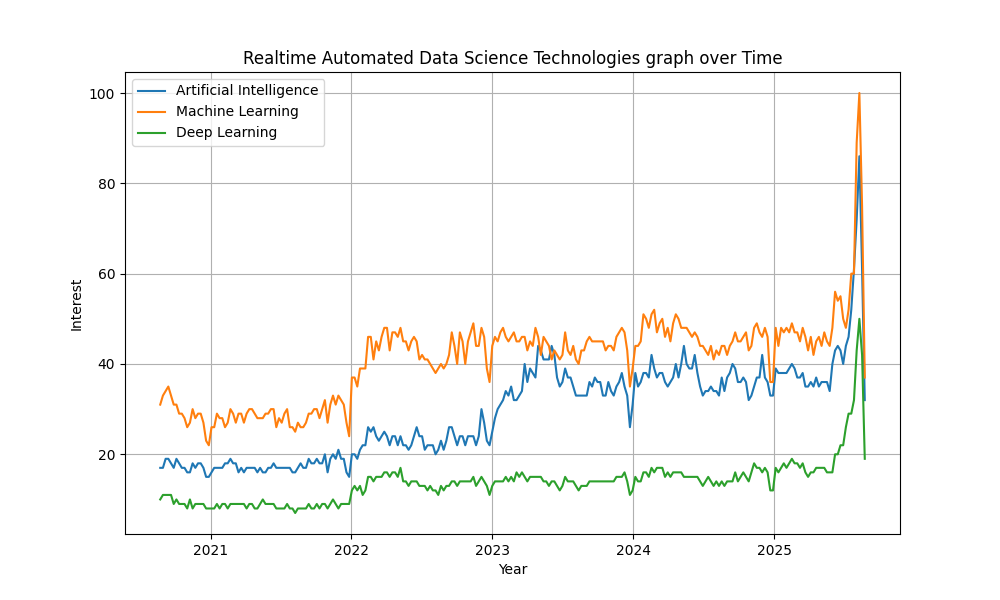 Realtime Automated Data Science Technologies graph over Time
Artificial Intelligence
Machine Learning
Deep Learning
100
80
60
40
20
Interest
2021 2022 2023 2024 2025
Year